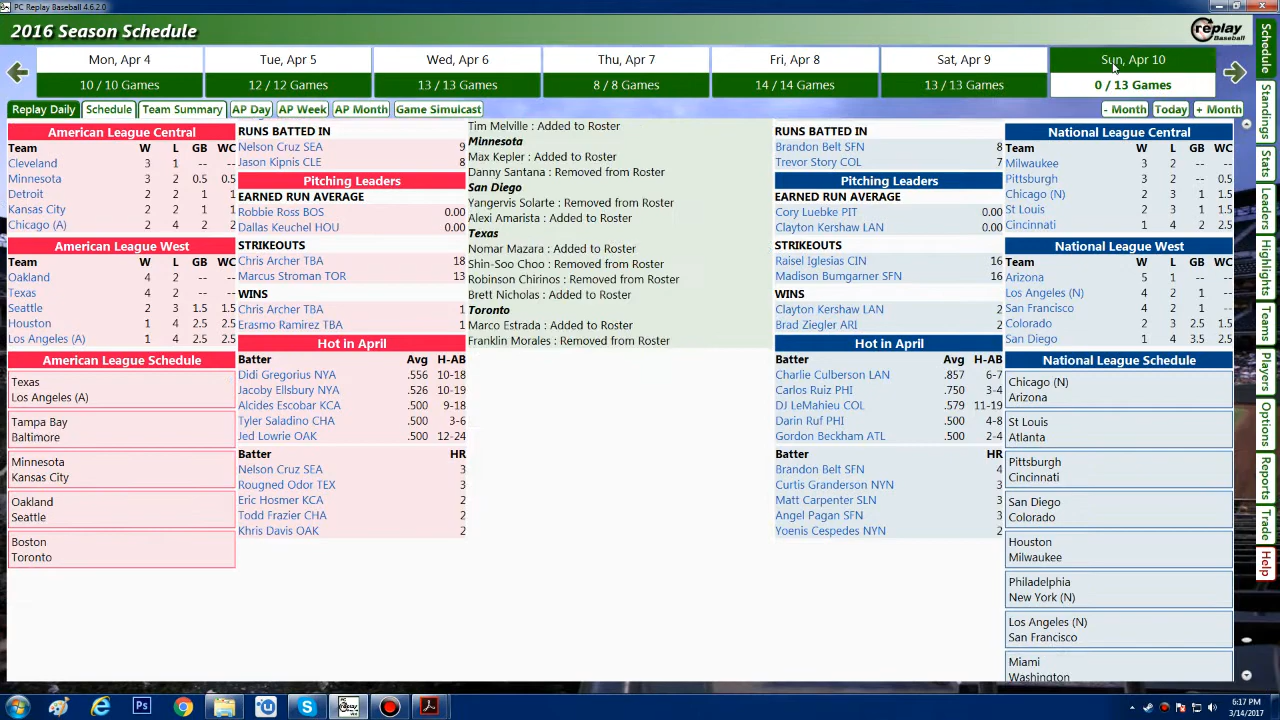 PC Replay Baseball 4.6.2.0
2016 Season Schedule
replay
Baseball
Mon, Apr 4
Tue, Apr 5
Wed, Apr 6
Thu, Apr 7
Fri, Apr 8
Sat, Apr 9
Sun, Apr 10
10 / 10 Games
12 / 12 Games
13 / 13 Games
8 / 8 Games
14 / 14 Games
13 / 13 Games
0 / 13 Games
Replay Daily
Schedule
Team Summary
AP Day
AP Week
AP Month
Game Simulcast
- Month
Today
+ Month
American League Central
Team W L GB WC
Cleveland 3 1 -- --
Minnesota 3 2 0.5 0.5
Detroit 2 2 1 1
Kansas City 2 2 1 1
Chicago (A) 2 4 2 2
American League West
Team W L GB WC
Oakland 4 2 -- --
Texas 4 2 -- --
Seattle 2 3 1.5 1.5
Houston 1 4 2.5 2.5
Los Angeles (A) 1 4 2.5 2.5
American League Schedule
Texas
Los Angeles (A)
Tampa Bay
Baltimore
Minnesota
Kansas City
Oakland
Seattle
Boston
Toronto
RUNS BATTED IN
Nelson Cruz SEA 9
Jason Kipnis CLE 8
Pitching Leaders
EARNED RUN AVERAGE
Robbie Ross BOS 0.00
Dallas Keuchel HOU 0.00
STRIKEOUTS
Chris Archer TBA 18
Marcus Stroman TOR 13
WINS
Chris Archer TBA 1
Erasmo Ramirez TBA 1
Hot in April
Batter Avg H-AB
Didi Gregorius NYA .556 10-18
Jacoby Ellsbury NYA .526 10-19
Alcides Escobar KCA .500 9-18
Tyler Saladino CHA .500 3-6
Jed Lowrie OAK .500 12-24
Batter HR
Nelson Cruz SEA 3
Rougned Odor TEX 3
Eric Hosmer KCA 2
Todd Frazier CHA 2
Khris Davis OAK 2
Tim Melville : Added to Roster
Minnesota
Max Kepler : Added to Roster
Danny Santana : Removed from Roster
San Diego
Yangervis Solarte : Removed from Roster
Alexi Amarista : Added to Roster
Texas
Nomar Mazara : Added to Roster
Shin-Soo Choo : Removed from Roster
Robinson Chirinos : Removed from Roster
Brett Nicholas : Added to Roster
Toronto
Marco Estrada : Added to Roster
Franklin Morales : Removed from Roster
RUNS BATTED IN
Brandon Belt SFN 8
Trevor Story COL 7
Pitching Leaders
EARNED RUN AVERAGE
Cory Luebke PIT 0.00
Clayton Kershaw LAN 0.00
STRIKEOUTS
Raisel Iglesias CIN 16
Madison Bumgarner SFN 16
WINS
Clayton Kershaw LAN 2
Brad Ziegler ARI 2
Hot in April
Batter Avg H-AB
Charlie Culberson LAN .857 6-7
Carlos Ruiz PHI .750 3-4
DJ LeMahieu COL .579 11-19
Darin Ruf PHI .500 4-8
Gordon Beckham ATL .500 2-4
Batter HR
Brandon Belt SFN 4
Curtis Granderson NYN 3
Matt Carpenter SLN 3
Angel Pagan SFN 3
Yoenis Cespedes NYN 2
National League Central
Team W L GB WC
Milwaukee 3 2 -- --
Pittsburgh 3 2 -- 0.5
Chicago (N) 2 3 1 1.5
St Louis 2 3 1 1.5
Cincinnati 1 4 2 2.5
National League West
Team W L GB WC
Arizona 5 1 -- --
Los Angeles (N) 4 2 1 --
San Francisco 4 2 1 --
Colorado 2 3 2.5 1.5
San Diego 1 4 3.5 2.5
National League Schedule
Chicago (N)
Arizona
St Louis
Atlanta
Pittsburgh
Cincinnati
San Diego
Colorado
Houston
Milwaukee
Philadelphia
New York (N)
Los Angeles (N)
San Francisco
Miami
Washington
Schedule
Standings
Stats
Leaders
Highlights
Teams
Players
Options
Reports
Trade
Help
Ps
6:17 PM
3/14/2017